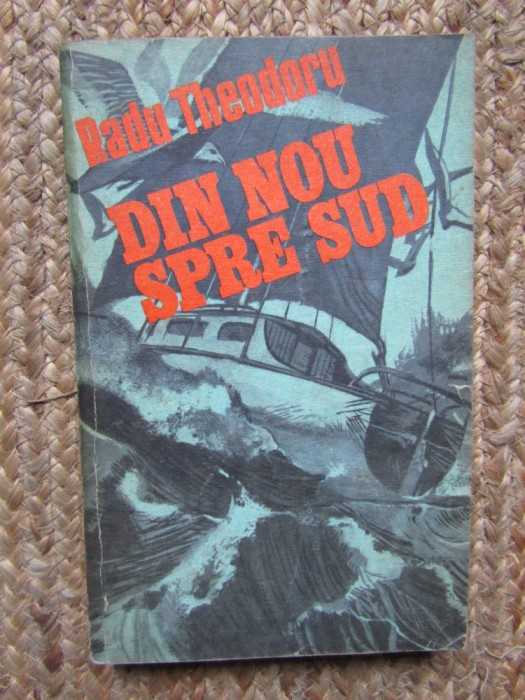 Radu Theodoru
DIN NOU
SPRE SUD